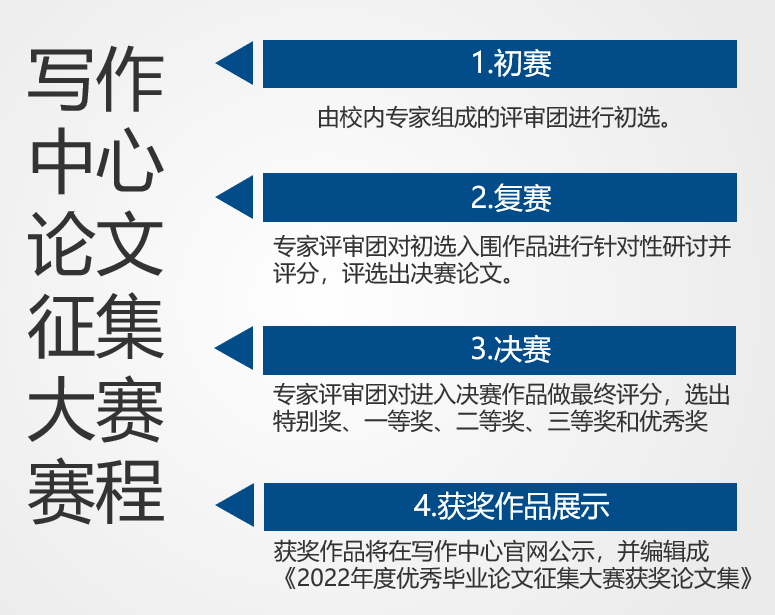 写作
中心
论文
征集
大赛
赛程
1.初赛
由校内专家组成的评审团进行初选。
2.复赛
专家评审团对初选入围作品进行针对性研讨并
评分，评选出决赛论文。
3.决赛
专家评审团对进入决赛作品做最终评分，选出
特别奖、一等奖、二等奖、三等奖和优秀奖
4.获奖作品展示
获奖作品将在写作中心官网公示，并编辑成
《2022年度优秀毕业论文征集大赛获奖论文集》